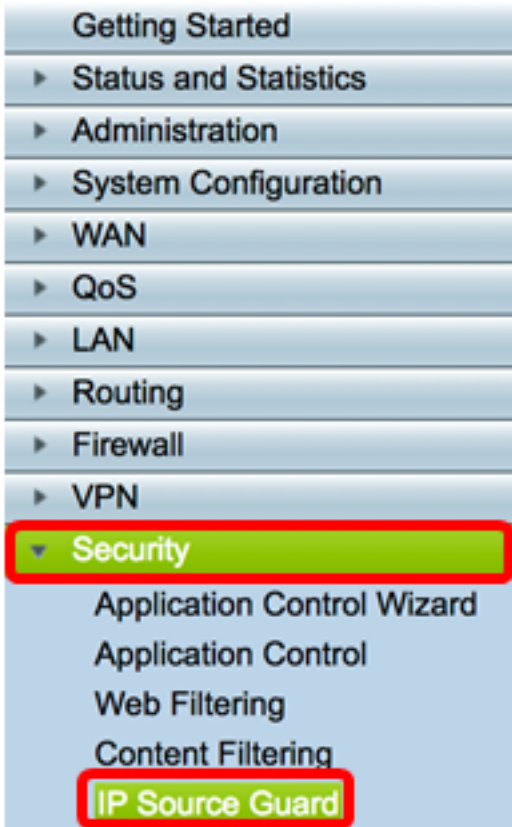 Getting Started
Status and Statistics
Administration
System Configuration
WAN
QoS
LAN
Routing
Firewall
VPN
Security
Application Control Wizard
Application Control
Web Filtering
Content Filtering
IP Source Guard